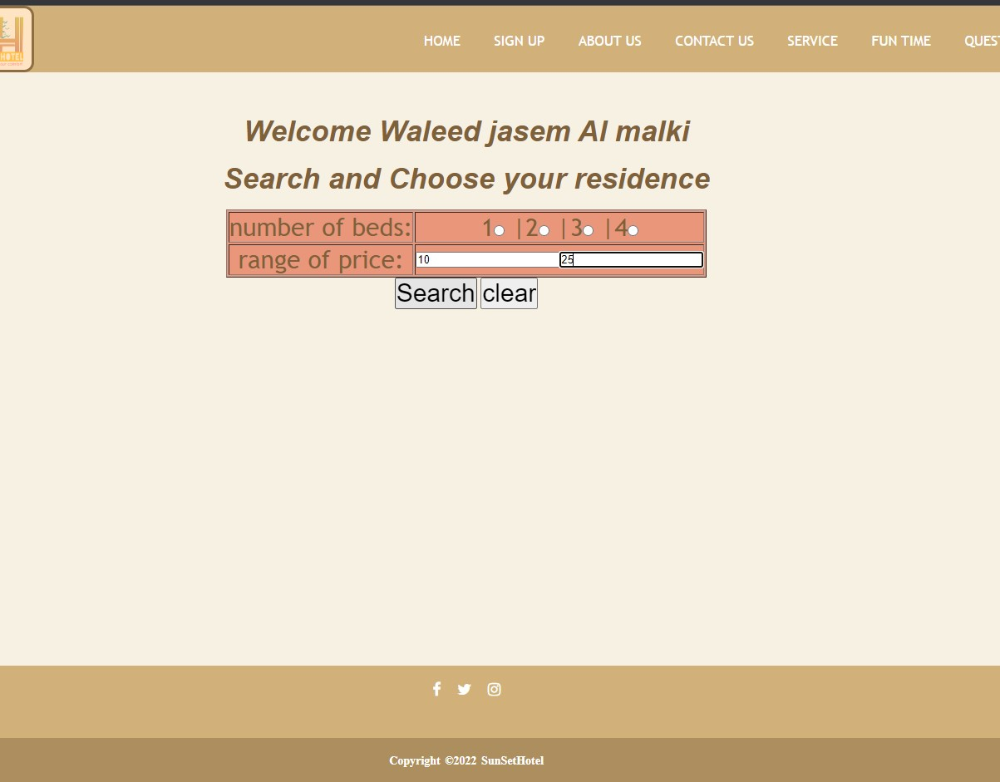 HOTEL
HOME SIGN UP ABOUT US CONTACT US SERVICE FUN TIME QUEST
Welcome Waleed jasem Al malki
Search and Choose your residence
number of beds: 1 |2 |3 |4
range of price: 10 25
Search clear
Copyright ©2022 SunSetHotel